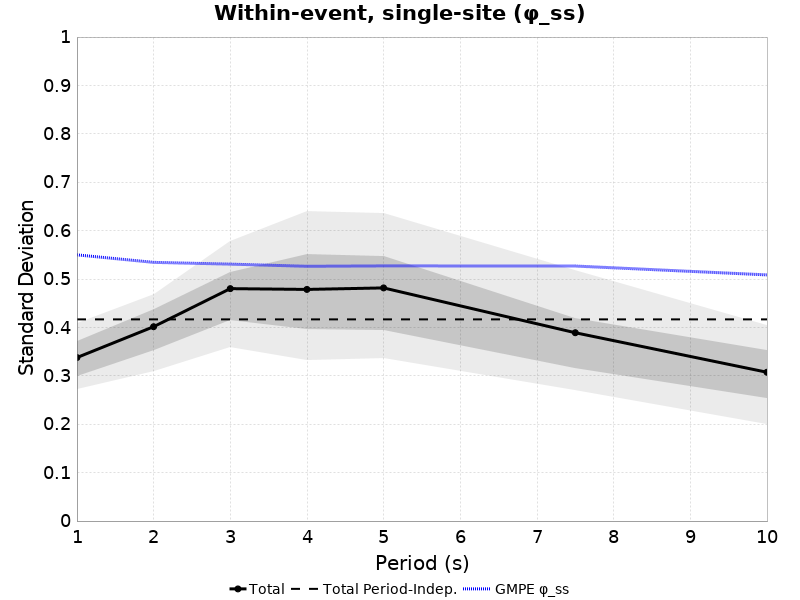 Within-event, single-site (φ_ss)
Standard Deviation
1
0.9
0.8
0.7
0.6
0.5
0.4
0.3
0.2
0.1
0
1 2 3 4 5 6 7 8 9 10
Period (s)
Total Total Period-Indep. GMPE φ_ss